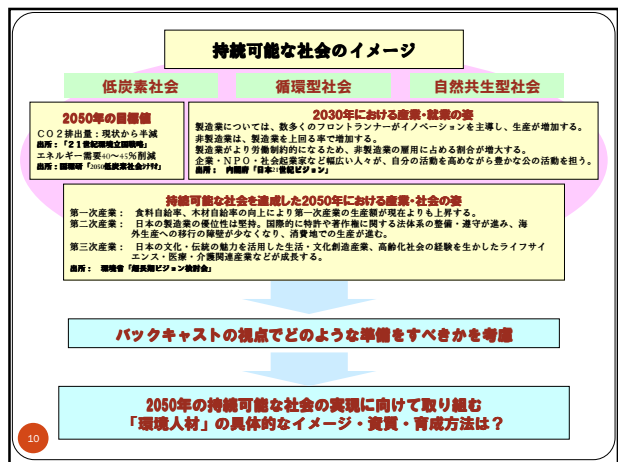 持続可能な社会のイメージ
低炭素社会
循環型社会
自然共生型社会
2050年の目標値
ＣＯ２排出量：現状から半減
出所：「２１世紀環境立国戦略」
エネルギー需要40～45％削減
出所：国環研「2050低炭素社会ｼﾅﾘｵ」
2030年における産業・就業の姿
製造業については、数多くのフロントランナーがイノベーションを主導し、生産が増加する。
非製造業は、製造業を上回る率で増加する。
製造業がより労働制約的になるため、非製造業の雇用に占める割合が増大する。
企業・ＮＰＯ・社会起業家など幅広い人々が、自分の活動を高めながら豊かな公の活動を担う。
出所： 内閣府「日本21世紀ビジョン」
持続可能な社会を達成した2050年における産業・社会の姿
第一次産業： 食料自給率、木材自給率の向上により第一次産業の生産額が現在よりも上昇する。
第二次産業： 日本の製造業の優位性は堅持。国際的に特許や著作権に関する法体系の整備・遵守が進み、海
外生産への移行の障壁が少なくなり、消費地での生産が進む。
第三次産業： 日本の文化・伝統の魅力を活用した生活・文化創造産業、高齢化社会の経験を生かしたライフサイ
エンス・医療・介護関連産業などが成長する。
出所： 環境省「超長期ビジョン検討会」
バックキャストの視点でどのような準備をすべきかを考慮
2050年の持続可能な社会の実現に向けて取り組む
「環境人材」の具体的なイメージ・資質・育成方法は？
10